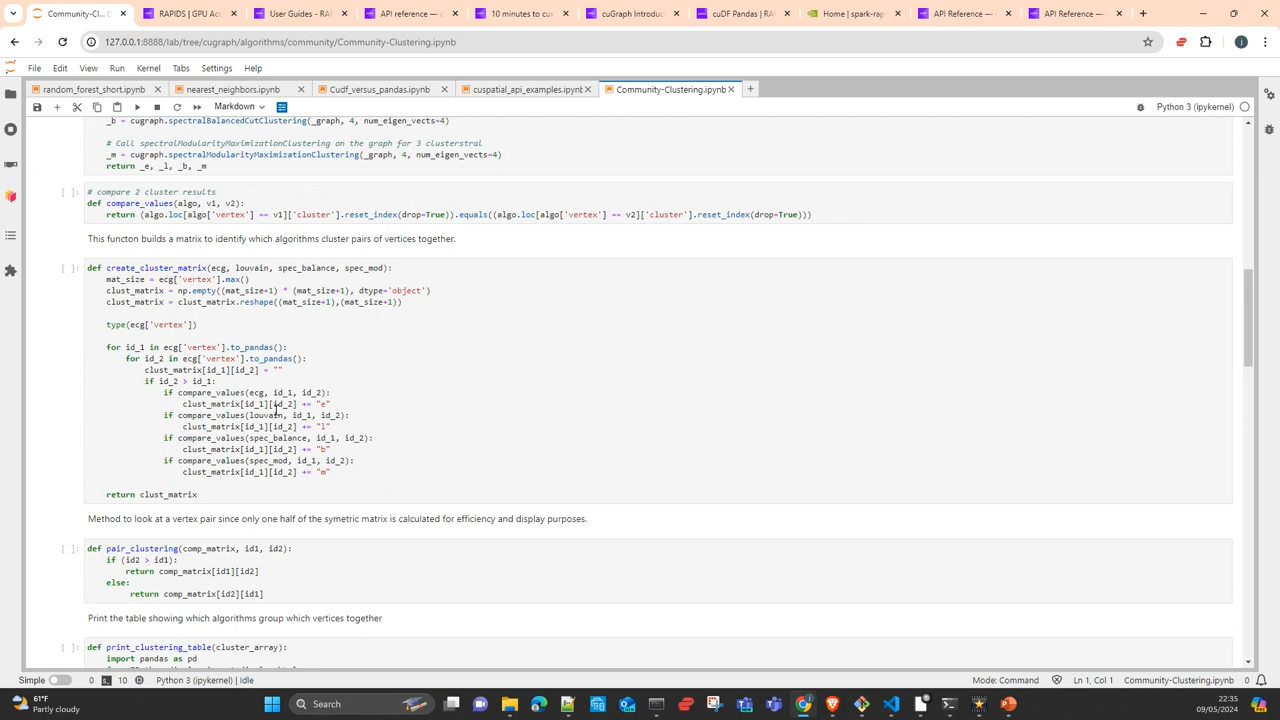 Community-Cl
RAPIDS | GPU Acc
User Guides - RAP
API reference — c
10 minutes to cu
cuGraph Introduc
cuDF Pandas | RA
Home | spark-rap
API Reference —
API Reference —
127.0.0.1:8888/lab/tree/cugraph/algorithms/community/Community-Clustering.ipynb
File Edit View Run Kernel Tabs Settings Help
random_forest_short.ipynb
nearest_neighbors.ipynb
Cudf_versus_pandas.ipynb
cuspatial_api_examples.ipynb
Community-Clustering.ipynb
Markdown
Python 3 (ipykernel)
_b = cugraph.spectralBalancedCutClustering(_graph, 4, num_eigen_vects=4)
# Call spectralModularityMaximizationClustering on the graph for 3 clusterstral
_m = cugraph.spectralModularityMaximizationClustering(_graph, 4, num_eigen_vects=4)
return _e, _l, _b, _m
[ ]: # compare 2 cluster results
def compare_values(algo, v1, v2):
return (algo.loc[algo['vertex'] == v1]['cluster'].reset_index(drop=True)).equals((algo.loc[algo['vertex'] == v2]['cluster'].reset_index(drop=True)))
This functon builds a matrix to identify which algorithms cluster pairs of vertices together.
[ ]: def create_cluster_matrix(ecg, louvain, spec_balance, spec_mod):
mat_size = ecg['vertex'].max()
clust_matrix = np.empty((mat_size+1) * (mat_size+1), dtype='object')
clust_matrix = clust_matrix.reshape((mat_size+1),(mat_size+1))
type(ecg['vertex'])
for id_1 in ecg['vertex'].to_pandas():
for id_2 in ecg['vertex'].to_pandas():
clust_matrix[id_1][id_2] = ""
if id_2 > id_1:
if compare_values(ecg, id_1, id_2):
clust_matrix[id_1][id_2] += "e"
if compare_values(louvain, id_1, id_2):
clust_matrix[id_1][id_2] += "l"
if compare_values(spec_balance, id_1, id_2):
clust_matrix[id_1][id_2] += "b"
if compare_values(spec_mod, id_1, id_2):
clust_matrix[id_1][id_2] += "m"
return clust_matrix
Method to look at a vertex pair since only one half of the symetric matrix is calculated for efficiency and display purposes.
[ ]: def pair_clustering(comp_matrix, id1, id2):
if (id2 > id1):
return comp_matrix[id1][id2]
else:
return comp_matrix[id2][id1]
Print the table showing which algorithms group which vertices together
[ ]: def print_clustering_table(cluster_array):
import pandas as pd
Simple 0 10 Python 3 (ipykernel) | Idle
Mode: Command Ln 1, Col 1 Community-Clustering.ipynb 0
61°F
Partly cloudy
Search
22:35
09/05/2024